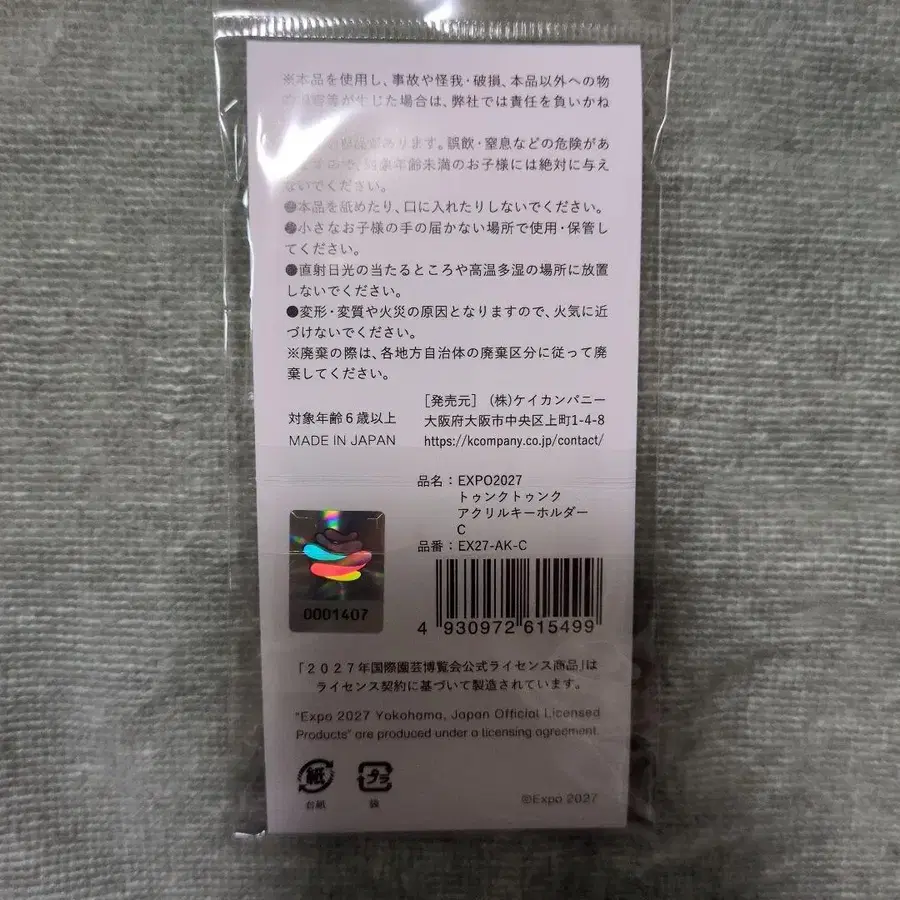 ※本品を使用し、事故や怪我・破損、本品以外への物
等が生じた場合は、弊社では責任を負いかね
があります。誤飲・窒息などの危険があ
ますので、対象年齢未満のお子様には絶対に与え
ないでください。
●本品を舐めたり、口に入れたりしないでください。
●小さなお子様の手の届かない場所で使用・保管し
てください。
●直射日光の当たるところや高温多湿の場所に放置
しないでください。
●変形・変質や火災の原因となりますので、火気に近
づけないでください。
※廃棄の際は、各地方自治体の廃棄区分に従って廃
棄してください。
対象年齢6歳以上
MADE IN JAPAN
[発売元] (株)ケイカンパニー
大阪府大阪市中央区上町1-4-8
https://kcompany.co.jp/contact/
品名：EXPO2027
トゥンクトゥンク
アクリルキーホルダー
C
品番：EX27-AK-C
0001407
4 930972 615499
「2027年国際園芸博覧会公式ライセンス商品」は
ライセンス契約に基づいて製造されています。
"Expo 2027 Yokohama, Japan Official Licensed
Products" are produced under a licensing agreement.
紙
台紙
プラ
袋
©Expo 2027